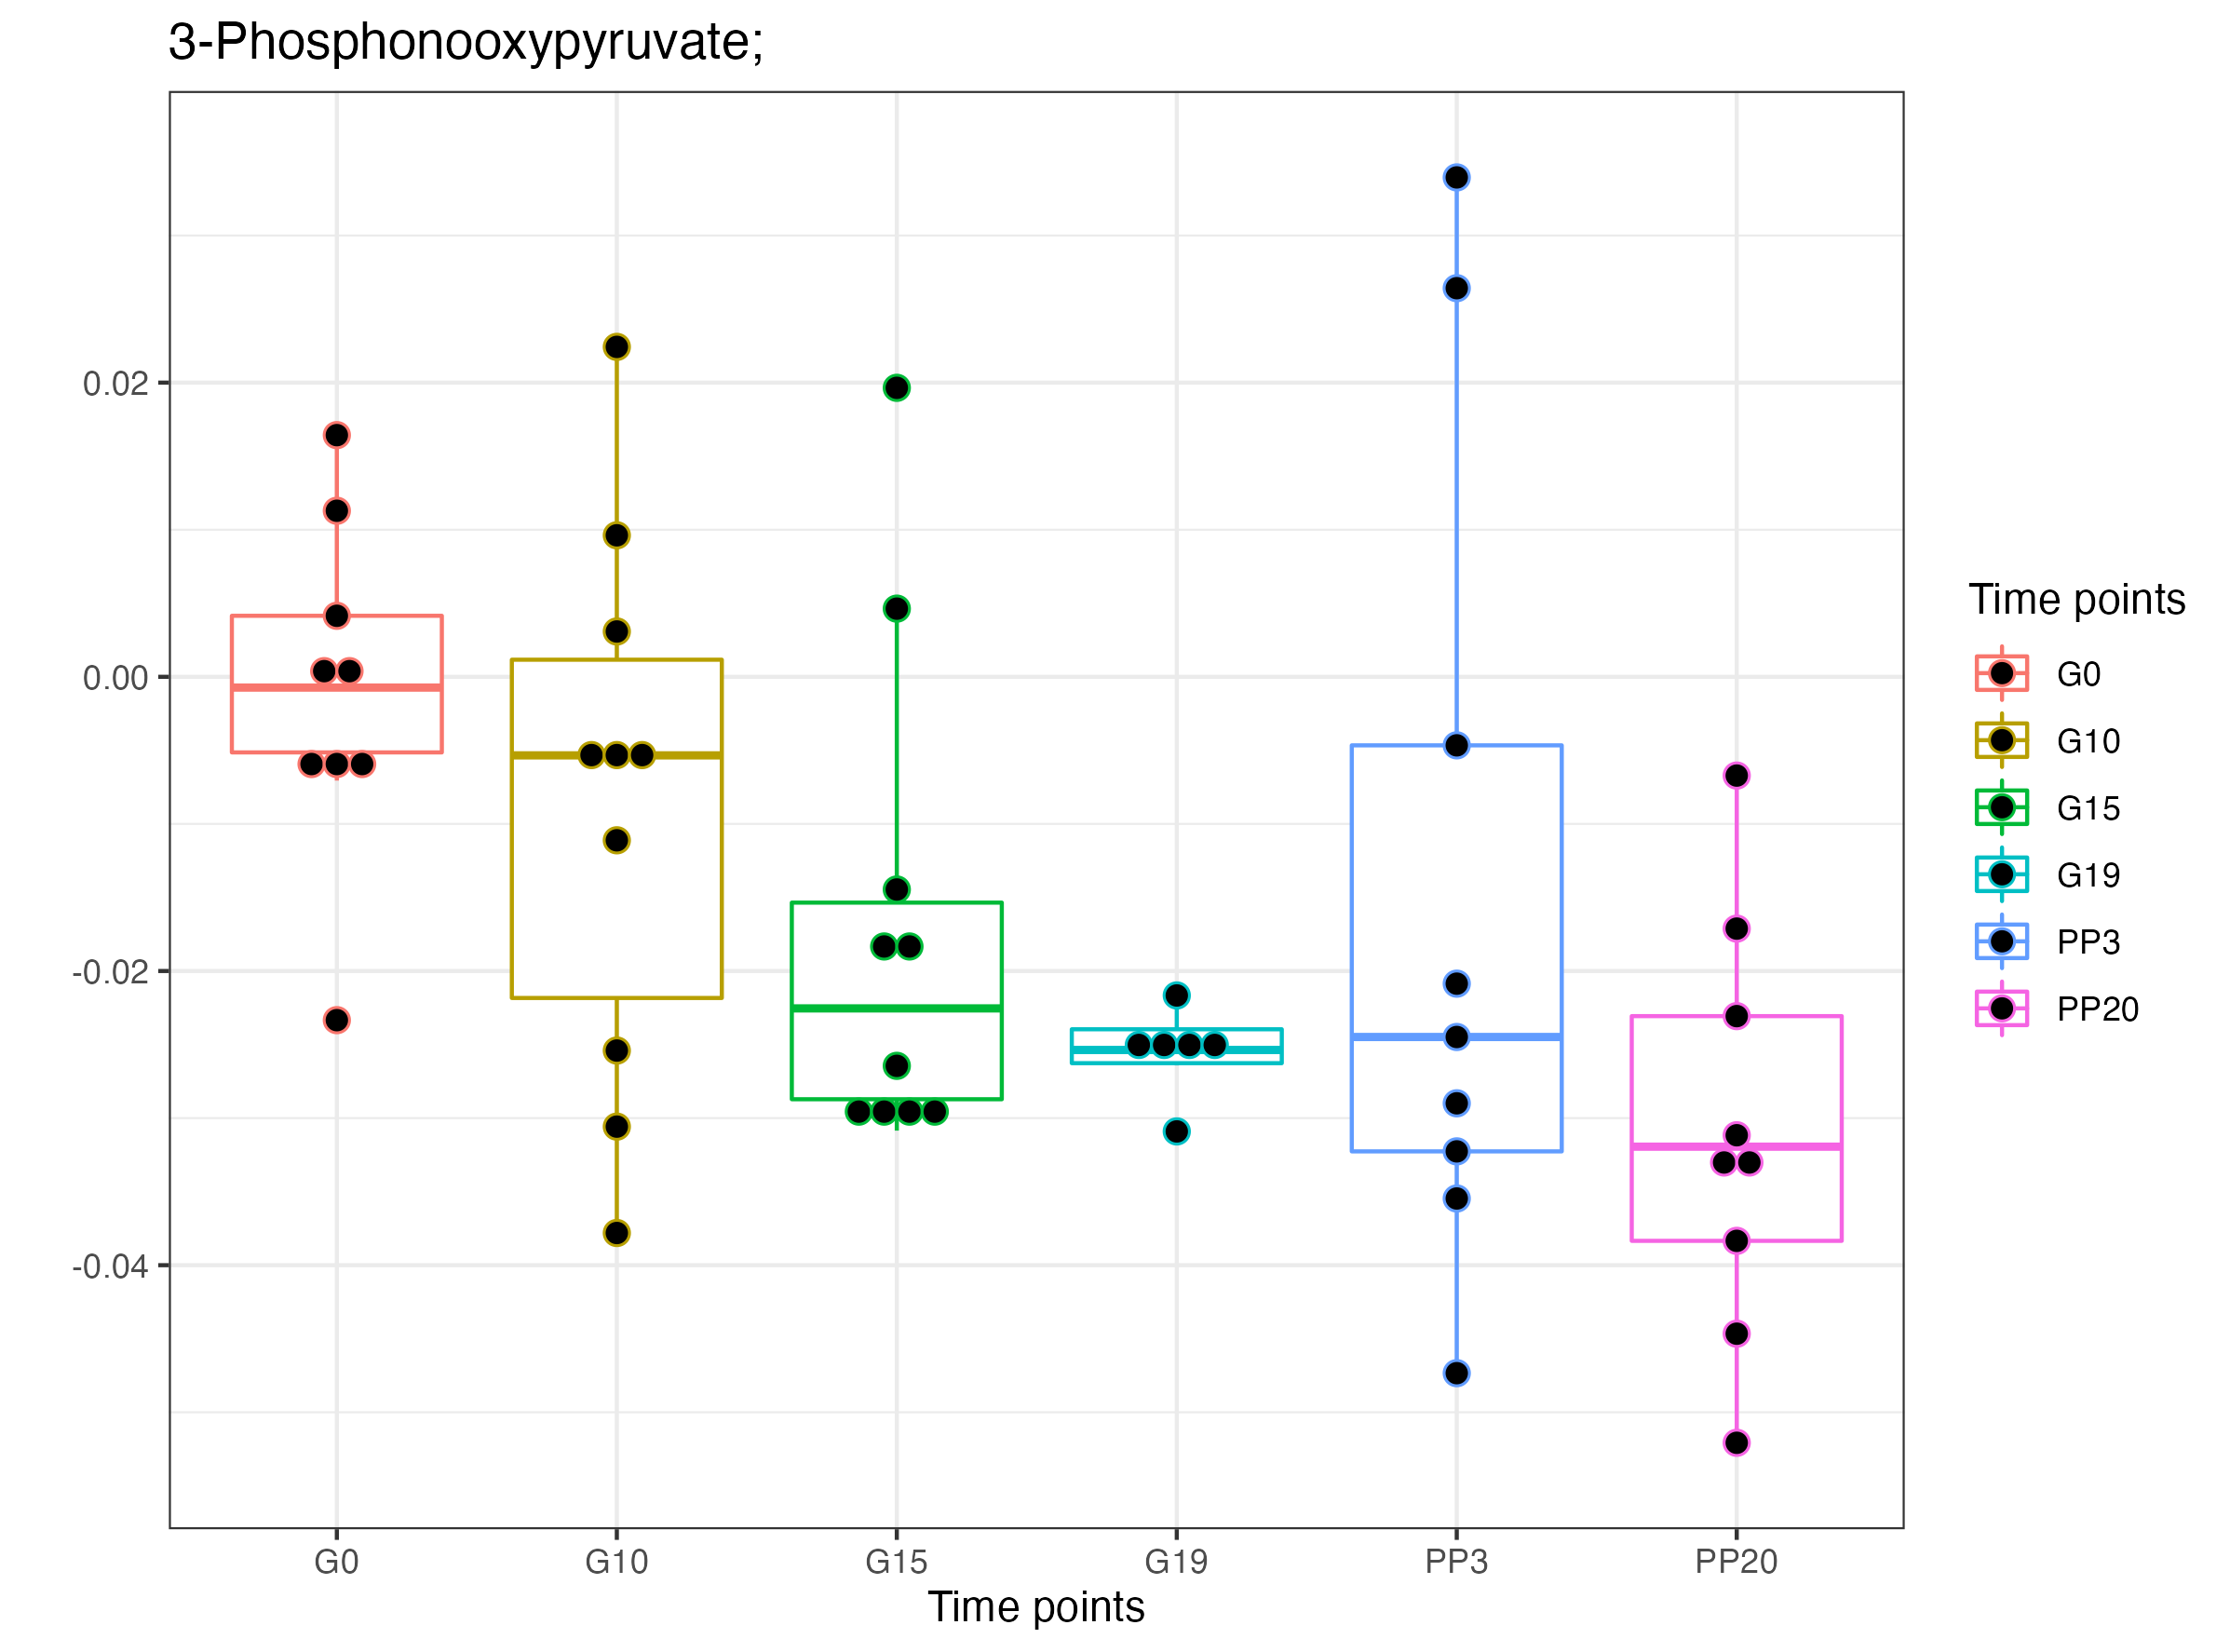 3-Phosphonooxypyruvate;
0.02
0.00
-0.02
-0.04
G0 G10 G15 G19 PP3 PP20
Time points
Time points
G0
G10
G15
G19
PP3
PP20